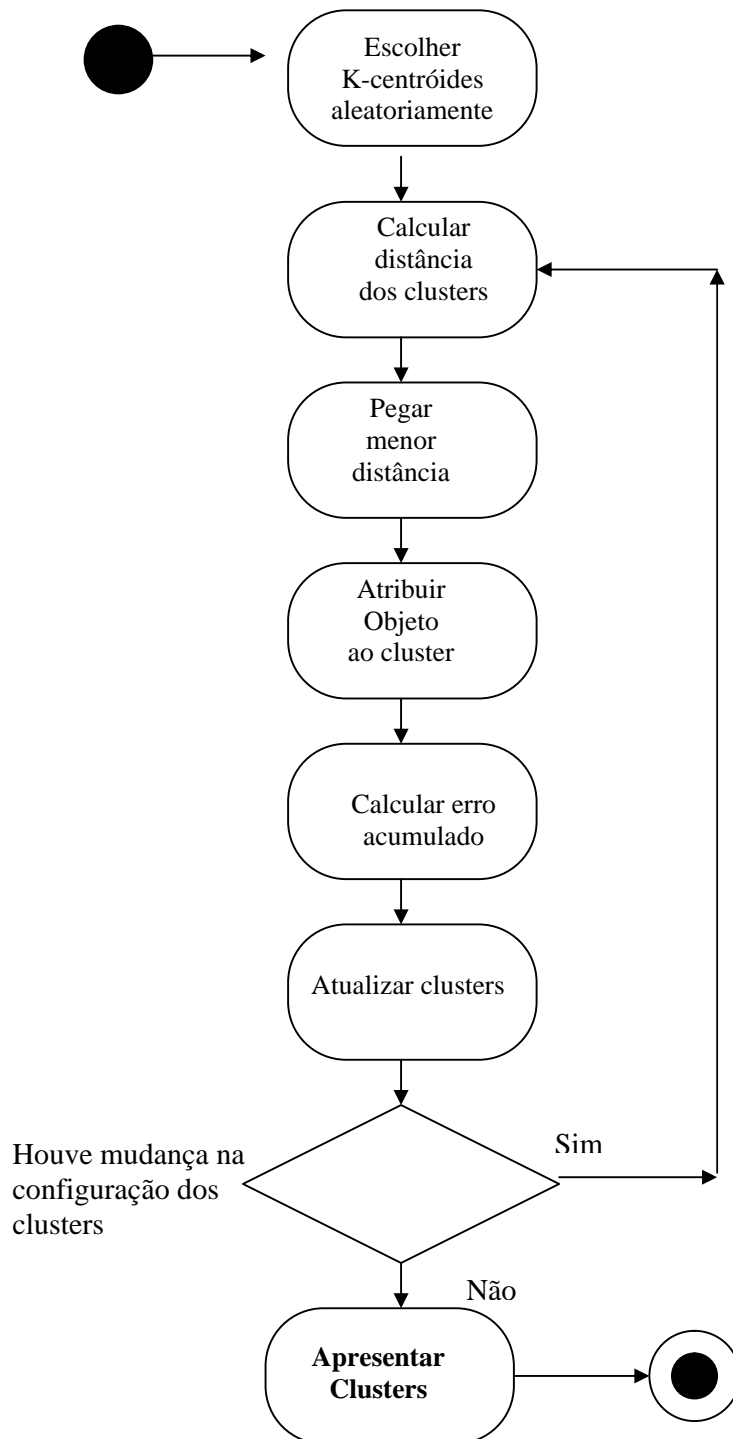 Escolher
K-centróides
aleatoriamente
Calcular
distância
dos clusters
Pegar
menor
distância
Atribuir
Objeto
ao cluster
Calcular erro
acumulado
Atualizar clusters
Houve mudança na
configuração dos
clusters
Sim
Não
Apresentar
Clusters